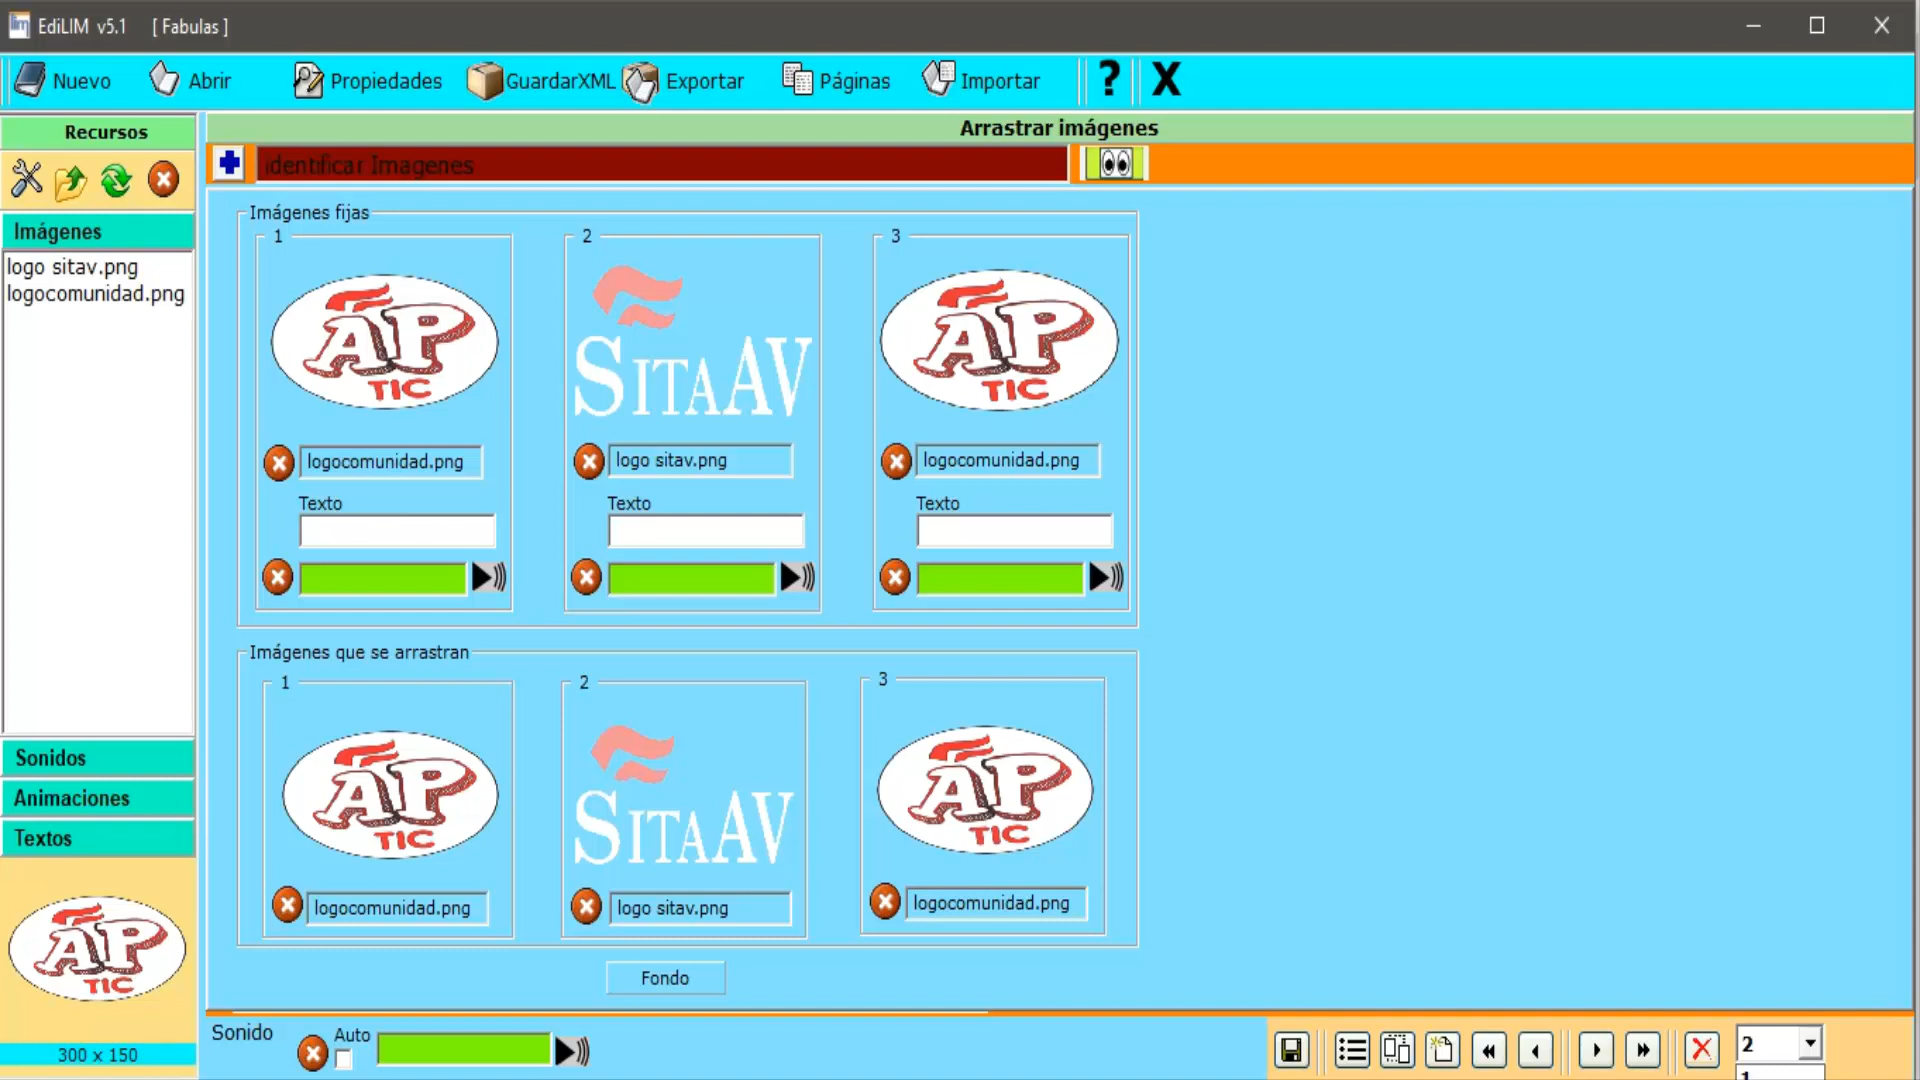 EdiLIM v5.1 [ Fabulas ]
Nuevo Abrir Propiedades GuardarXML Exportar Páginas Importar ? X
Recursos
Arrastrar imágenes
identificar Imagenes
Imágenes
logo sitav.png
logocomunidad.png
Imágenes fijas
1 2 3
AP TIC
SITAAV
AP TIC
logocomunidad.png logo sitav.png logocomunidad.png
Texto Texto Texto
Imágenes que se arrastran
1 2 3
AP TIC
SITAAV
AP TIC
logocomunidad.png logo sitav.png logocomunidad.png
Sonidos
Animaciones
Textos
AP TIC
300 x 150
Fondo
Sonido Auto
2